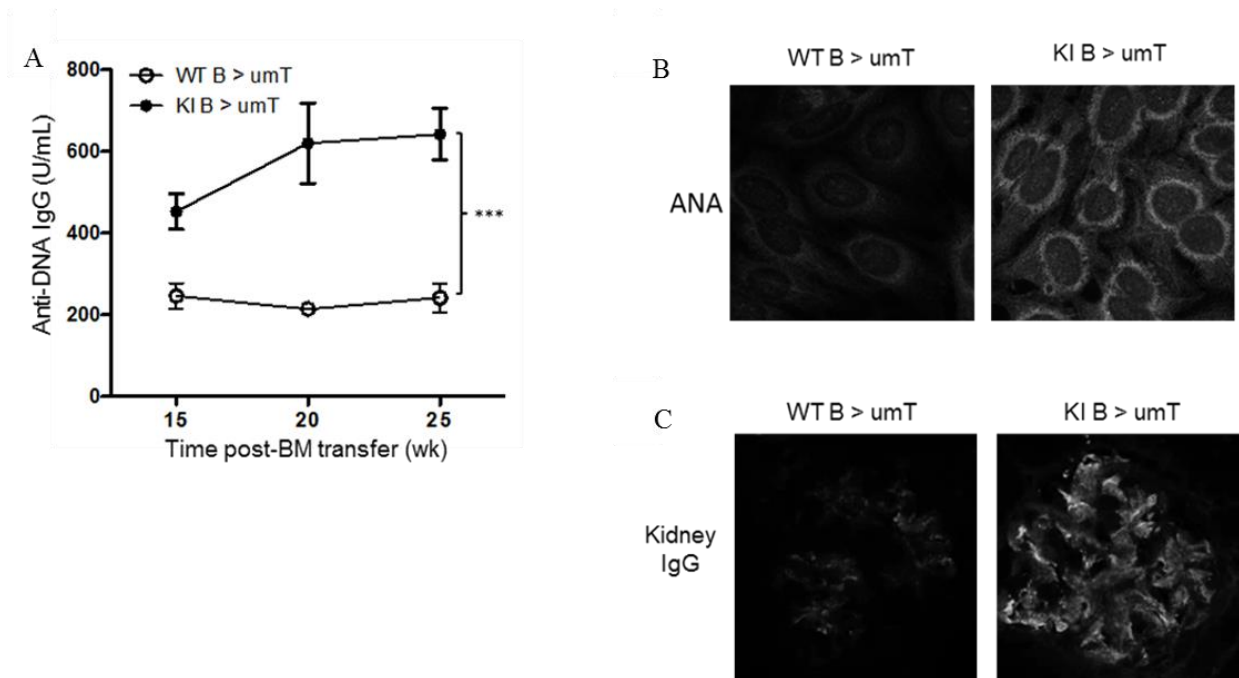 A
800
600
400
200
0
Anti-DNA IgG (U/mL)
WT B > umT
KI B > umT
***
15 20 25
Time post-BM transfer (wk)
B
WT B > umT KI B > umT
ANA
C
WT B > umT KI B > umT
Kidney
IgG